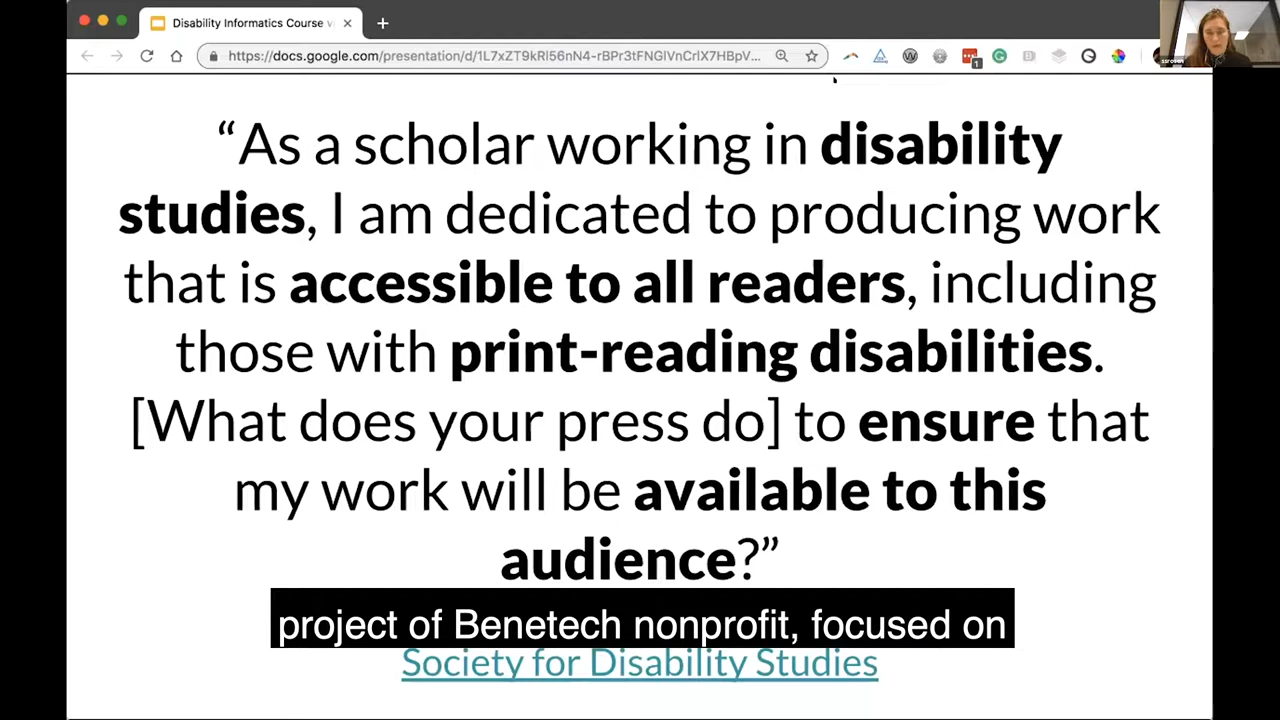 Disability Informatics Course v
https://docs.google.com/presentation/d/1L7xZT9kRl56nN4-rBPr3tFNGlVnCrlX7HBpV...
1
“As a scholar working in disability
studies, I am dedicated to producing work
that is accessible to all readers, including
those with print-reading disabilities.
[What does your press do] to ensure that
my work will be available to this
audience?”
project of Benetech nonprofit, focused on
Society for Disability Studies